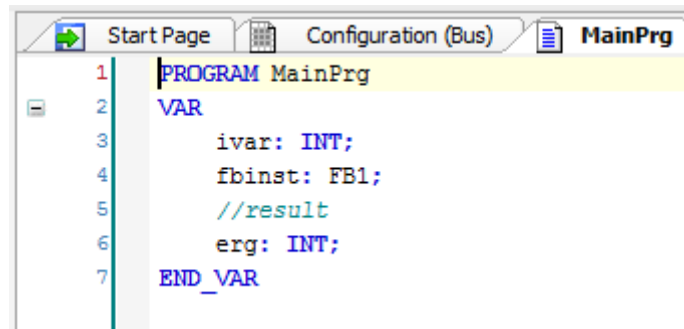 Start Page Configuration (Bus) MainPrg
1 PROGRAM MainPrg
2 VAR
3 ivar: INT;
4 fbinst: FB1;
5 //result
6 erg: INT;
7 END_VAR